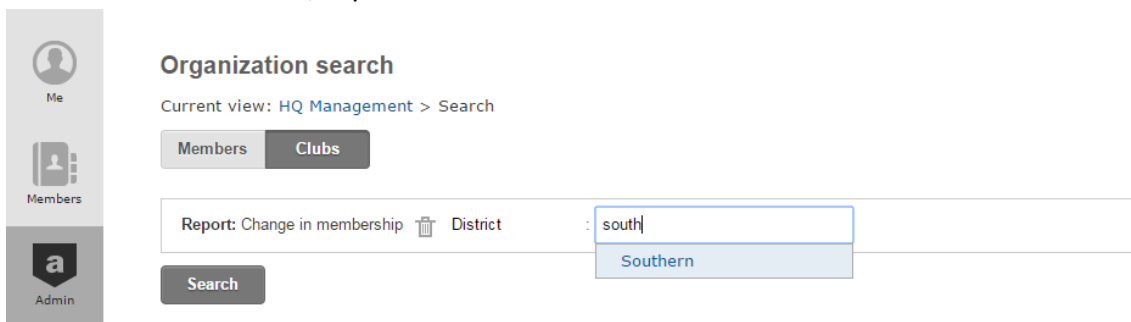 Me
Members
a
Admin
Organization search
Current view: HQ Management > Search
Members Clubs
Report: Change in membership District : south
Southern
Search